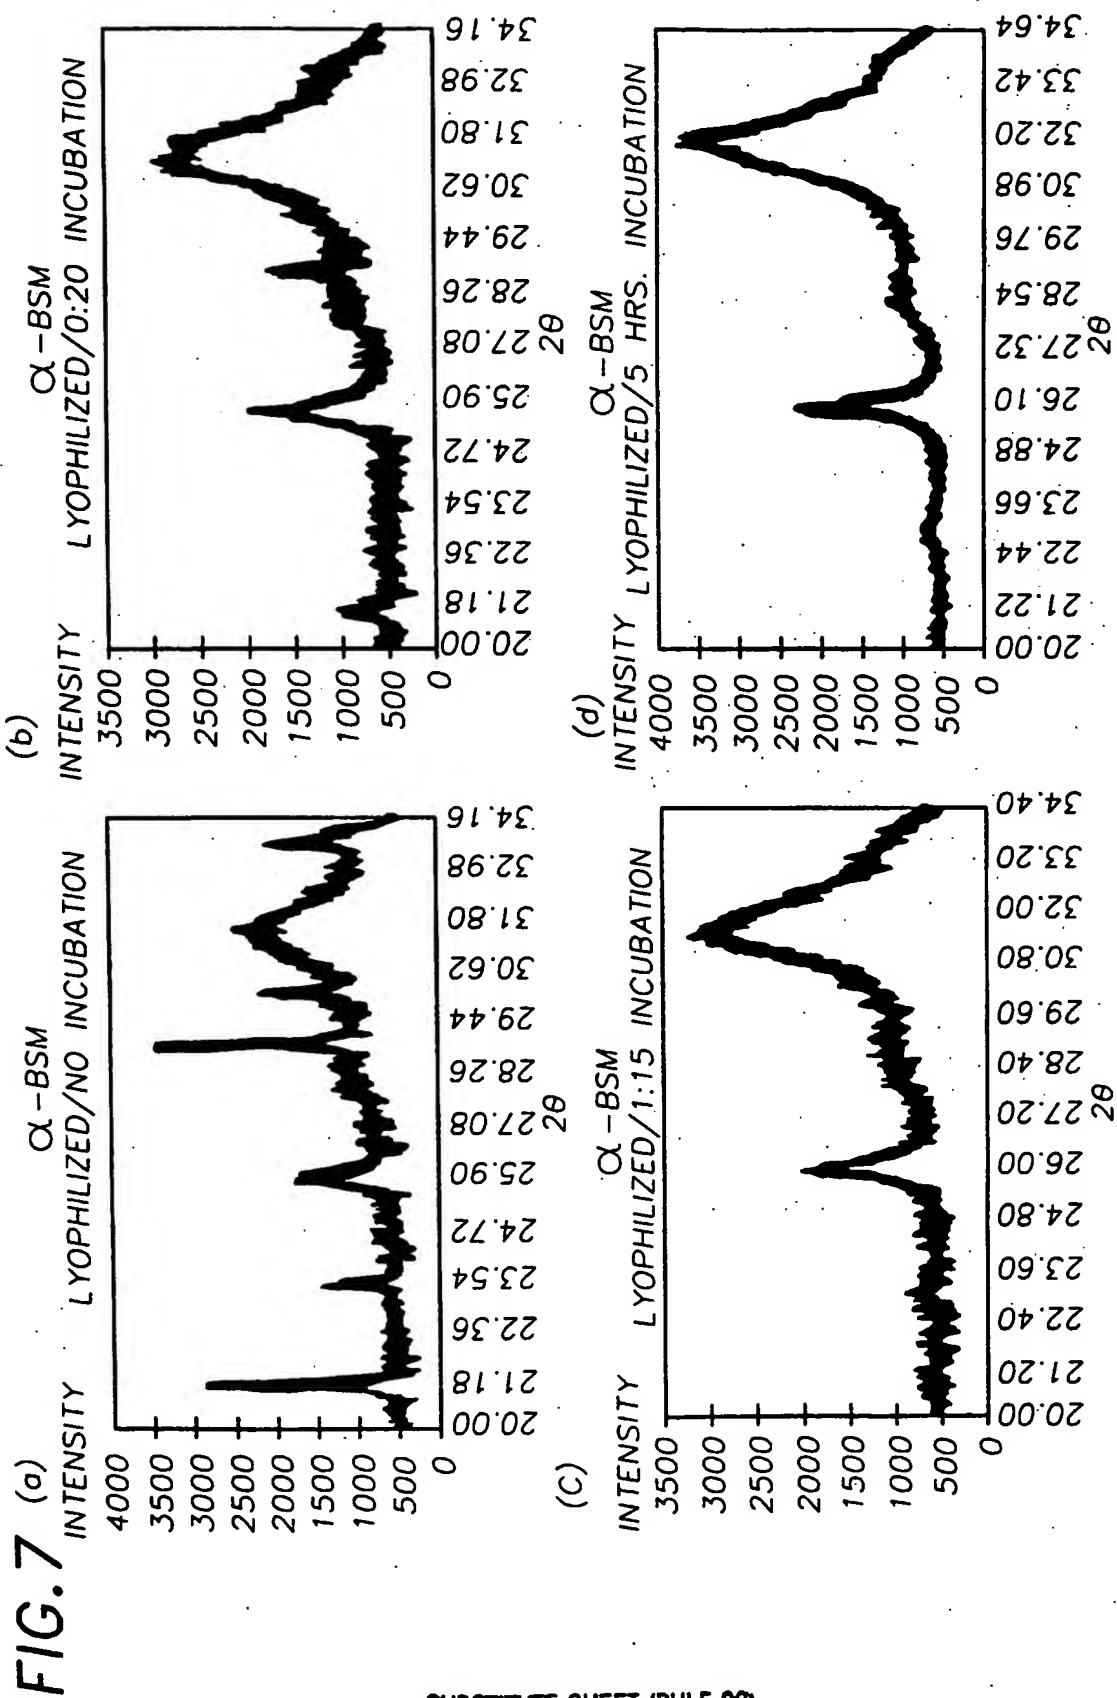 FIG.7
(a)
α-BSM
LYOPHILIZED/NO INCUBATION
INTENSITY
4000
3500
3000
2500
2000
1500
1000
500
0
20.00 21.18 22.36 23.54 24.72 25.90 27.08 28.26 29.44 30.62 31.80 32.98 34.16
2θ
(b)
α-BSM
LYOPHILIZED/0:20 INCUBATION
INTENSITY
3500
3000
2500
2000
1500
1000
500
0
20.00 21.18 22.36 23.54 24.72 25.90 27.08 28.26 29.44 30.62 31.80 32.98 34.16
2θ
(c)
α-BSM
LYOPHILIZED/1:15 INCUBATION
INTENSITY
3500
3000
2500
2000
1500
1000
500
0
20.00 21.20 22.40 23.60 24.80 26.00 27.20 28.40 29.60 30.80 32.00 33.20 34.40
2θ
(d)
α-BSM
LYOPHILIZED/5 HRS. INCUBATION
INTENSITY
4000
3500
3000
2500
2000
1500
1000
500
0
20.00 21.22 22.44 23.66 24.88 26.10 27.32 28.54 29.76 30.98 32.20 33.42 34.64
2θ